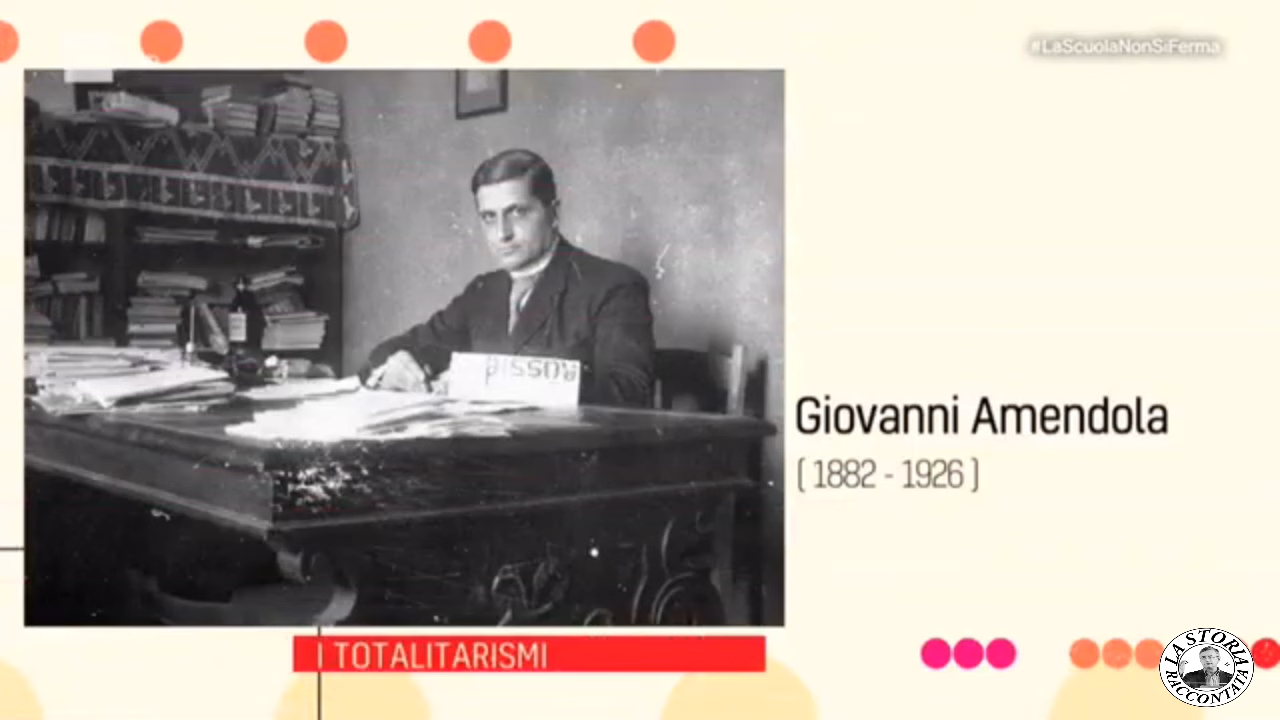 #LaScuolaNonSiFerma
Giovanni Amendola
( 1882 - 1926 )
I TOTALITARISMI
LA STORIA
RACCONTATA